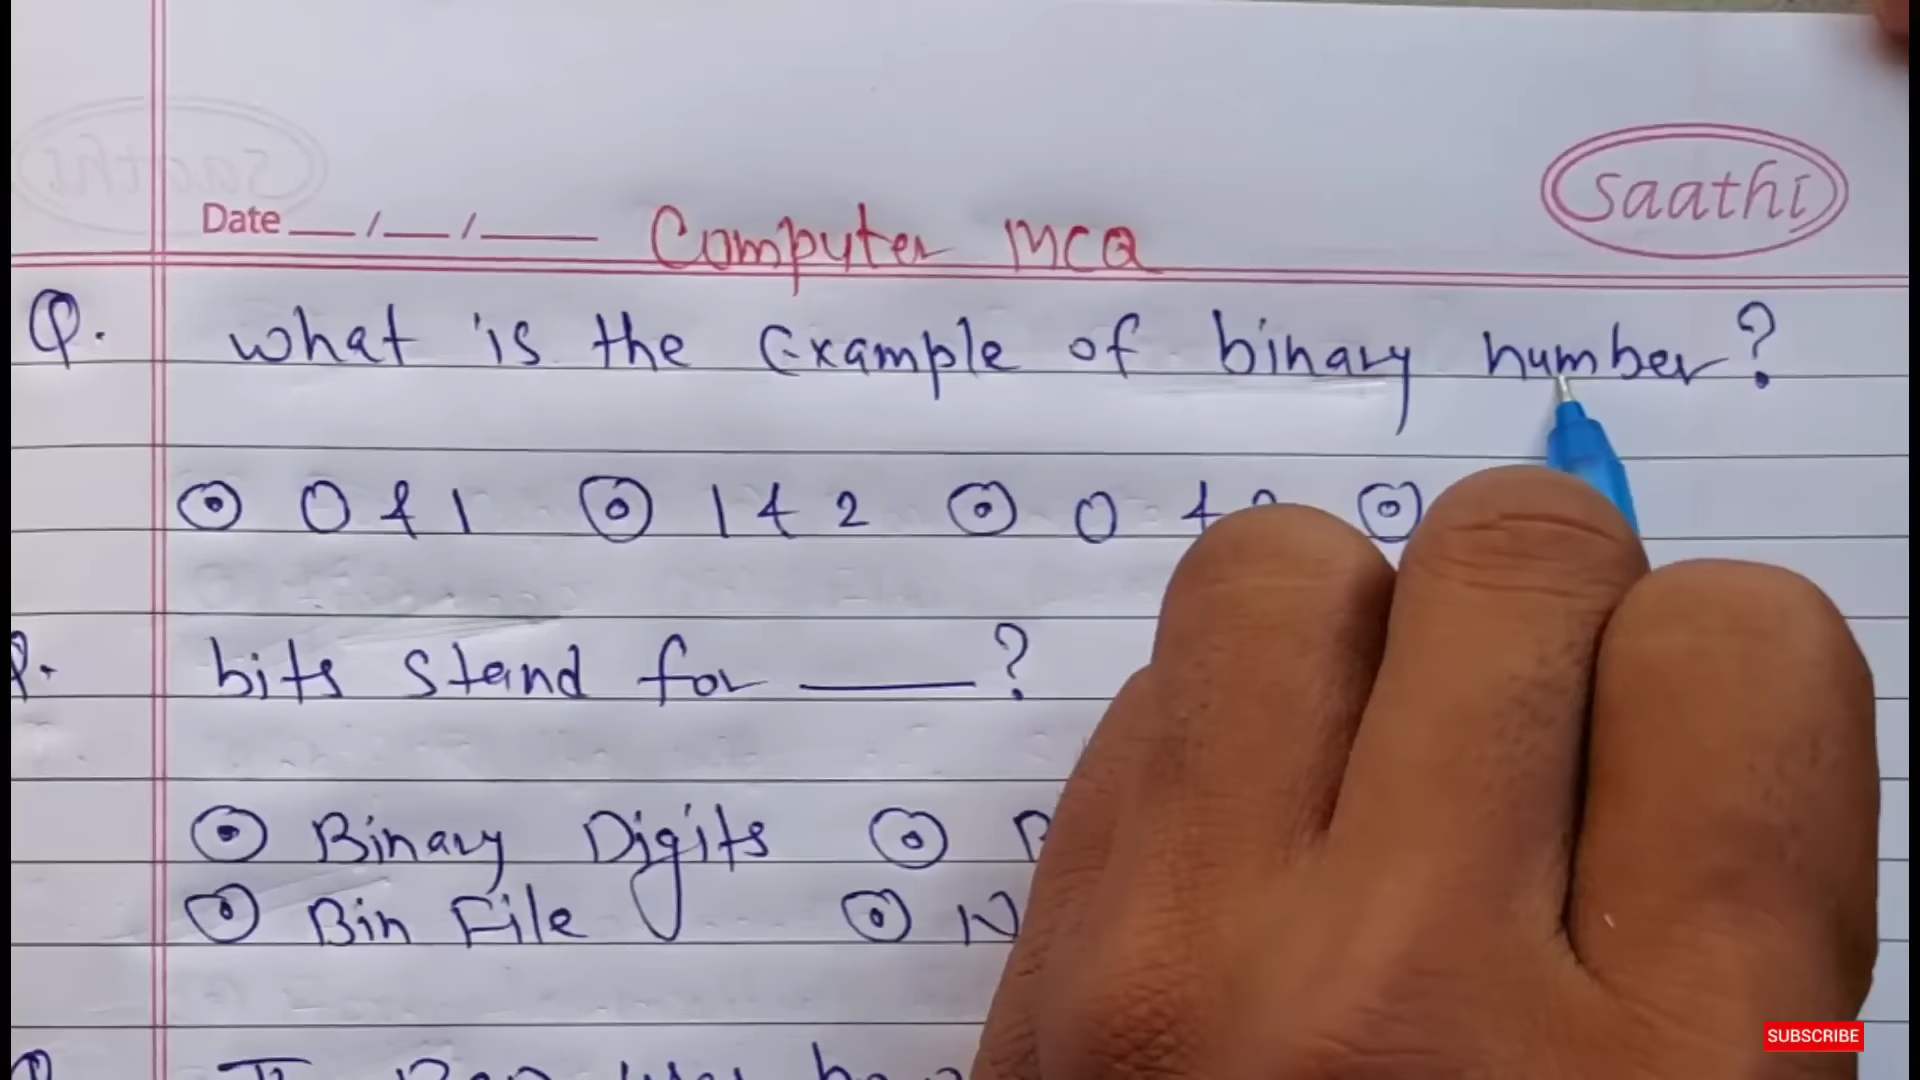 saathi
Date __/__/____ Computer MCQ
Q. What is the Example of binary number?
⊙ 0 & 1 ⊙ 1 & 2 ⊙ 0 & ⊙
bits stand for ____?
⊙ Binary Digits ⊙
⊙ Bin File ⊙
SUBSCRIBE